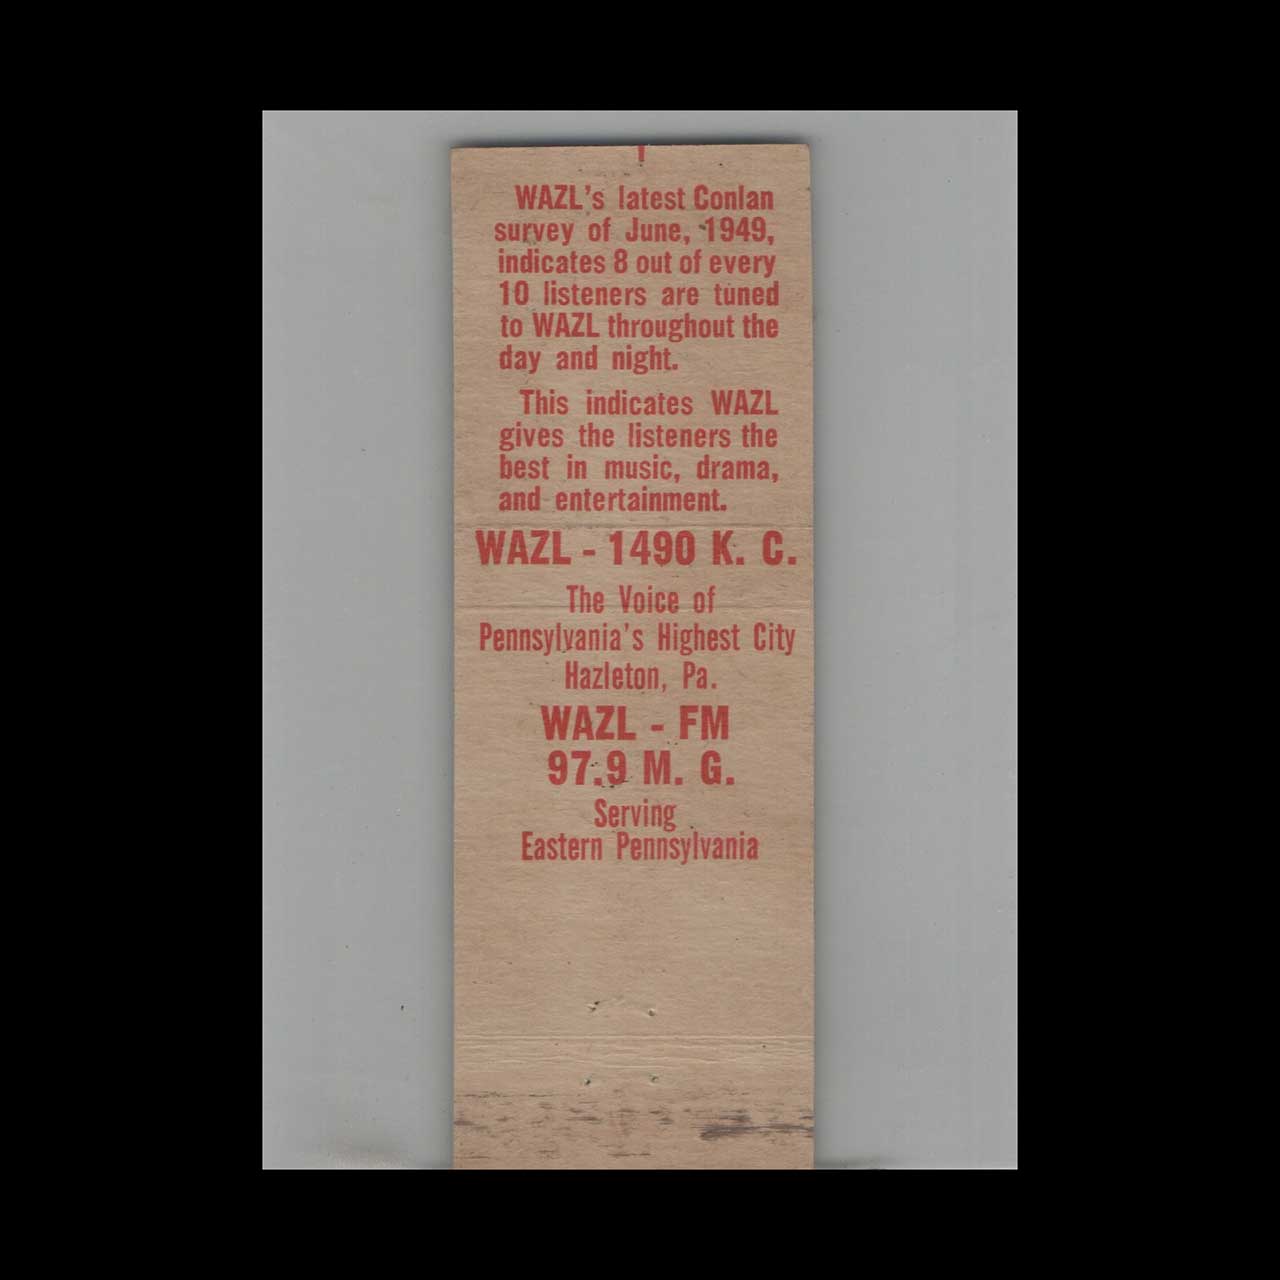 WAZL's latest Conlan
survey of June, 1949,
indicates 8 out of every
10 listeners are tuned
to WAZL throughout the
day and night.
This indicates WAZL
gives the listeners the
best in music, drama,
and entertainment.
WAZL - 1490 K. C.
The Voice of
Pennsylvania's Highest City
Hazleton, Pa.
WAZL - FM
97.9 M. G.
Serving
Eastern Pennsylvania